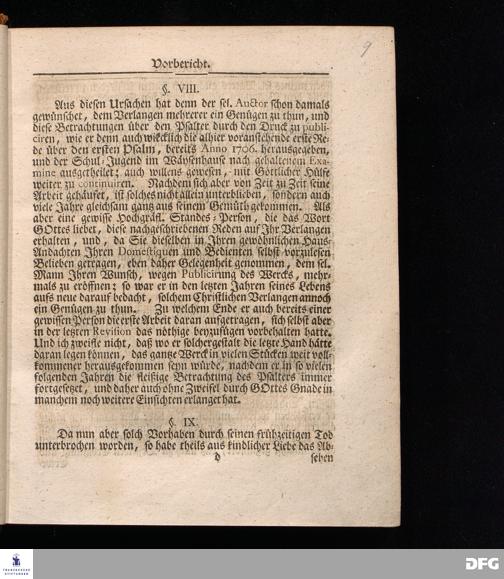 9
Vorbericht.
§. VIII.
Aus diesen Ursachen hat denn der sel. Auctor schon damals
gewünschet, dem Verlangen mehrerer ein Genügen zu thun, und
diese Betrachtungen über den Psalter durch den Druck zu publi-
ciren, wie er denn auch würcklich die alhier voranstehende erste Re-
de über den ersten Psalm, bereits Anno 1706. herausgegeben,
und der Schul-Jugend im Wäysenhause nach gehaltenem Exa-
mine ausgetheilet; auch willens gewesen, mit Göttlicher Hülfe
weiter zu continuiren. Nachdem sich aber von Zeit zu Zeit seine
Arbeit gehäufet, ist solches nicht allein unterblieben, sondern auch
viele Jahre gleichsam gantz aus seinem Gemüth gekommen. Als
aber eine gewisse Hochgräfl. Standes-Person, die das Wort
GOttes liebet, diese nachgeschriebenen Reden auf Ihr Verlangen
erhalten, und, da Sie dieselben in Ihren gewöhnlichen Haus-
Andachten Ihren Domestiquen und Bedienten selbst vorzulesen
Belieben getragen, eben daher Gelegenheit genommen, dem sel.
Mann Ihren Wunsch, wegen Publicirung des Wercks, mehr-
mals zu eröffnen; so war er in den letzten Jahren seines Lebens
aufs neue darauf bedacht, solchem Christlichen Verlangen annoch
ein Genügen zu thun. Zu welchem Ende er auch bereits einer
gewissen Person die erste Arbeit daran aufgetragen, sich selbst aber
in der letzten Revision das nöthige beyzufügen vorbehalten hatte.
Und ich zweifle nicht, daß wo er solchergestalt die letzte Hand hätte
daran legen können, das gantze Werck in vielen Stücken weit voll-
kommener herausgekommen seyn würde, nachdem er in so vielen
folgenden Jahren die fleißige Betrachtung des Psalters immer
fortgesetzet, und daher auch ohne Zweifel durch GOttes Gnade in
manchem noch weitere Einsichten erlanget hat.
§. IX.
Da nun aber solch Vorhaben durch seinen frühzeitigen Tod
unterbrochen worden, so habe theils aus kindlicher Liebe das Ab-
d sehen
FRANCKESCHE
STIFTUNGEN
DFG